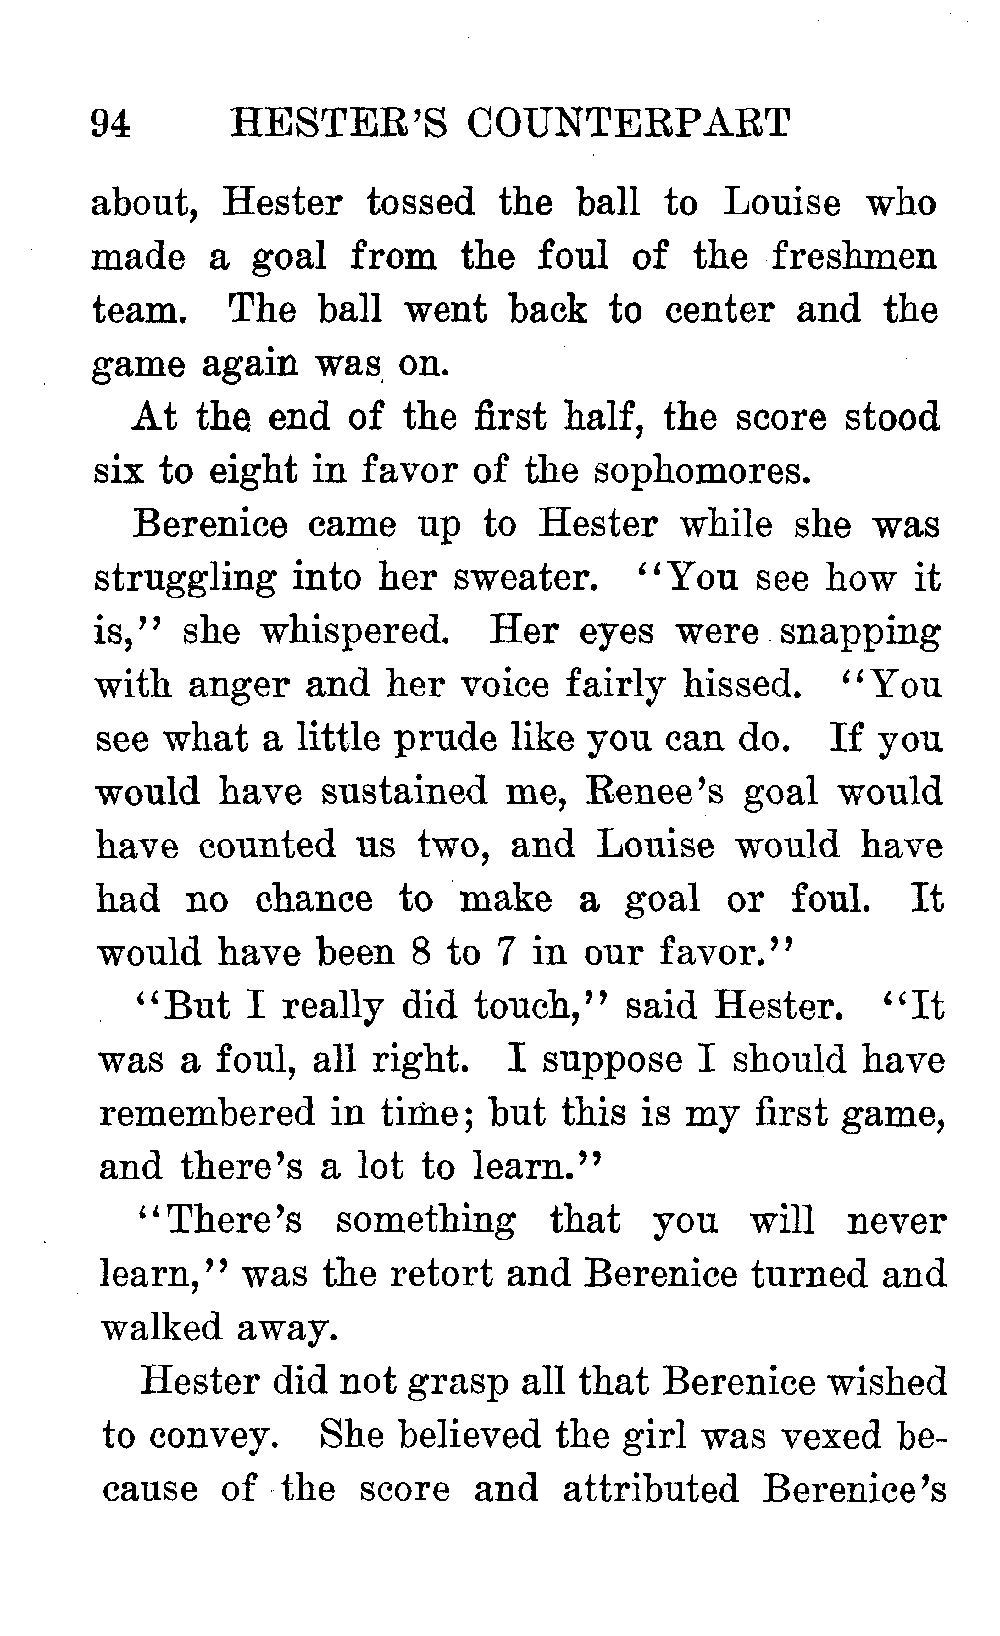 94 HESTER'S COUNTERPART
about, Hester tossed the ball to Louise who
made a goal from the foul of the freshmen
team. The ball went back to center and the
game again was on.
At the end of the first half, the score stood
six to eight in favor of the sophomores.
Berenice came up to Hester while she was
struggling into her sweater. "You see how it
is," she whispered. Her eyes were snapping
with anger and her voice fairly hissed. "You
see what a little prude like you can do. If you
would have sustained me, Renee's goal would
have counted us two, and Louise would have
had no chance to make a goal or foul. It
would have been 8 to 7 in our favor."
"But I really did touch," said Hester. "It
was a foul, all right. I suppose I should have
remembered in time; but this is my first game,
and there's a lot to learn."
"There's something that you will never
learn," was the retort and Berenice turned and
walked away.
Hester did not grasp all that Berenice wished
to convey. She believed the girl was vexed be-
cause of the score and attributed Berenice's